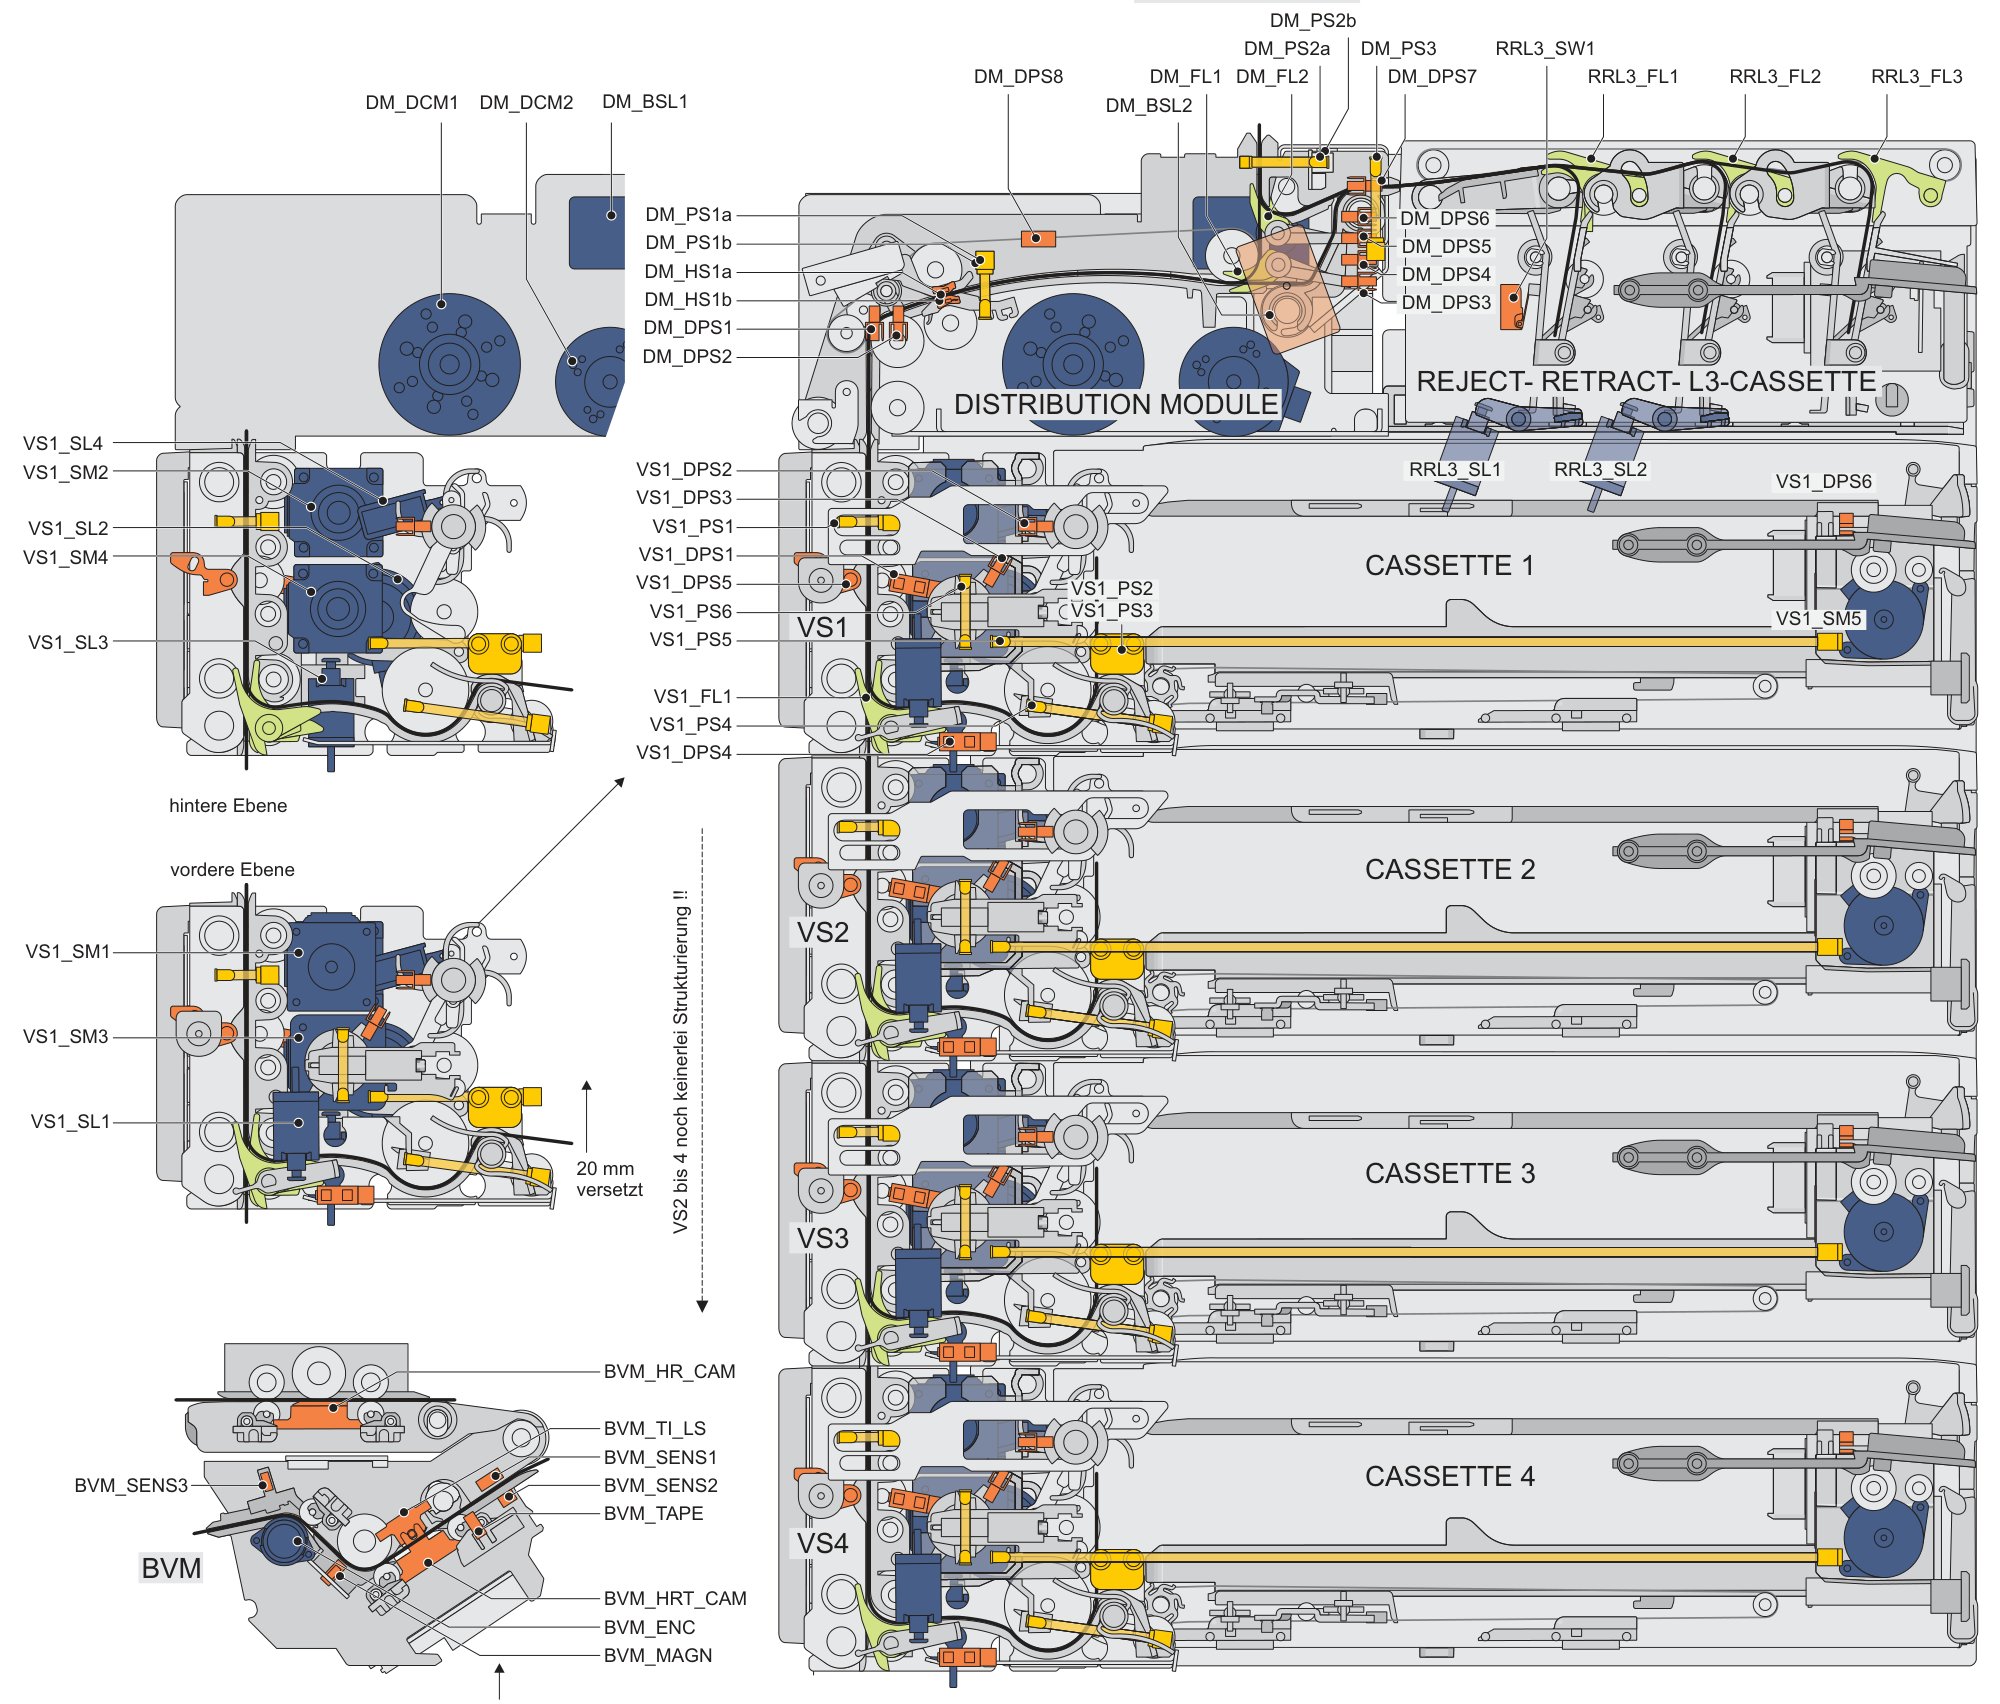 DM_PS2b
DM_PS2a
DM_PS3
RRL3_SW1
DM_DPS8
DM_FL1
DM_FL2
DM_DPS7
RRL3_FL1
RRL3_FL2
RRL3_FL3
DM_BSL2
DM_DCM1
DM_DCM2
DM_BSL1
DM_PS1a
DM_PS1b
DM_HS1a
DM_HS1b
DM_DPS1
DM_DPS2
DM_DPS6
DM_DPS5
DM_DPS4
DM_DPS3
DISTRIBUTION MODULE
REJECT- RETRACT- L3-CASSETTE
RRL3_SL1
RRL3_SL2
VS1_SL4
VS1_SM2
VS1_SL2
VS1_SM4
VS1_SL3
VS1_DPS2
VS1_DPS3
VS1_PS1
VS1_DPS1
VS1_DPS5
VS1_PS6
VS1_PS5
VS1_FL1
VS1_PS4
VS1_DPS4
VS1
VS1_PS2
VS1_PS3
CASSETTE 1
VS1_DPS6
VS1_SM5
hintere Ebene
vordere Ebene
VS1_SM1
VS1_SM3
VS1_SL1
20 mm
versetzt
VS2 bis 4 noch keinerlei Strukturierung !!
VS2
CASSETTE 2
VS3
CASSETTE 3
VS4
CASSETTE 4
BVM_HR_CAM
BVM_TI_LS
BVM_SENS1
BVM_SENS3
BVM_SENS2
BVM_TAPE
BVM
BVM_HRT_CAM
BVM_ENC
BVM_MAGN